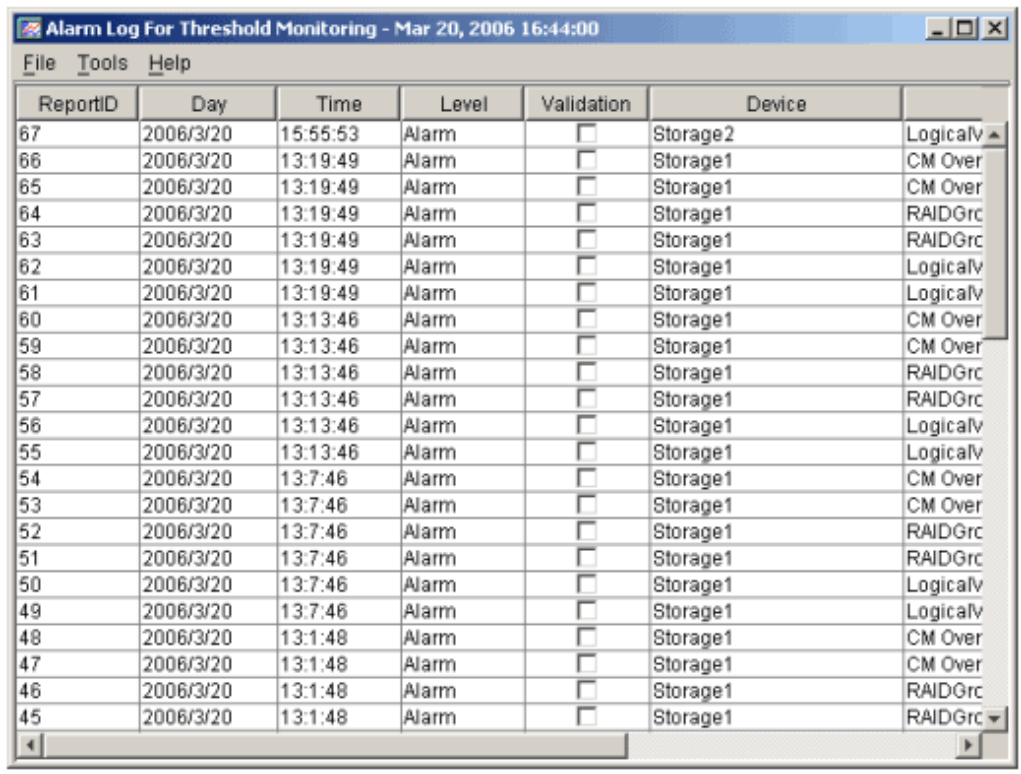 Alarm Log For Threshold Monitoring - Mar 20, 2006 16:44:00
File Tools Help
ReportID Day Time Level Validation Device
67 2006/3/20 15:55:53 Alarm Storage2 LogicalV
66 2006/3/20 13:19:49 Alarm Storage1 CM Over
65 2006/3/20 13:19:49 Alarm Storage1 CM Over
64 2006/3/20 13:19:49 Alarm Storage1 RAIDGro
63 2006/3/20 13:19:49 Alarm Storage1 RAIDGro
62 2006/3/20 13:19:49 Alarm Storage1 LogicalV
61 2006/3/20 13:19:49 Alarm Storage1 LogicalV
60 2006/3/20 13:13:46 Alarm Storage1 CM Over
59 2006/3/20 13:13:46 Alarm Storage1 CM Over
58 2006/3/20 13:13:46 Alarm Storage1 RAIDGro
57 2006/3/20 13:13:46 Alarm Storage1 RAIDGro
56 2006/3/20 13:13:46 Alarm Storage1 LogicalV
55 2006/3/20 13:13:46 Alarm Storage1 LogicalV
54 2006/3/20 13:7:46 Alarm Storage1 CM Over
53 2006/3/20 13:7:46 Alarm Storage1 CM Over
52 2006/3/20 13:7:46 Alarm Storage1 RAIDGro
51 2006/3/20 13:7:46 Alarm Storage1 RAIDGro
50 2006/3/20 13:7:46 Alarm Storage1 LogicalV
49 2006/3/20 13:7:46 Alarm Storage1 LogicalV
48 2006/3/20 13:1:48 Alarm Storage1 CM Over
47 2006/3/20 13:1:48 Alarm Storage1 CM Over
46 2006/3/20 13:1:48 Alarm Storage1 RAIDGro
45 2006/3/20 13:1:48 Alarm Storage1 RAIDGro